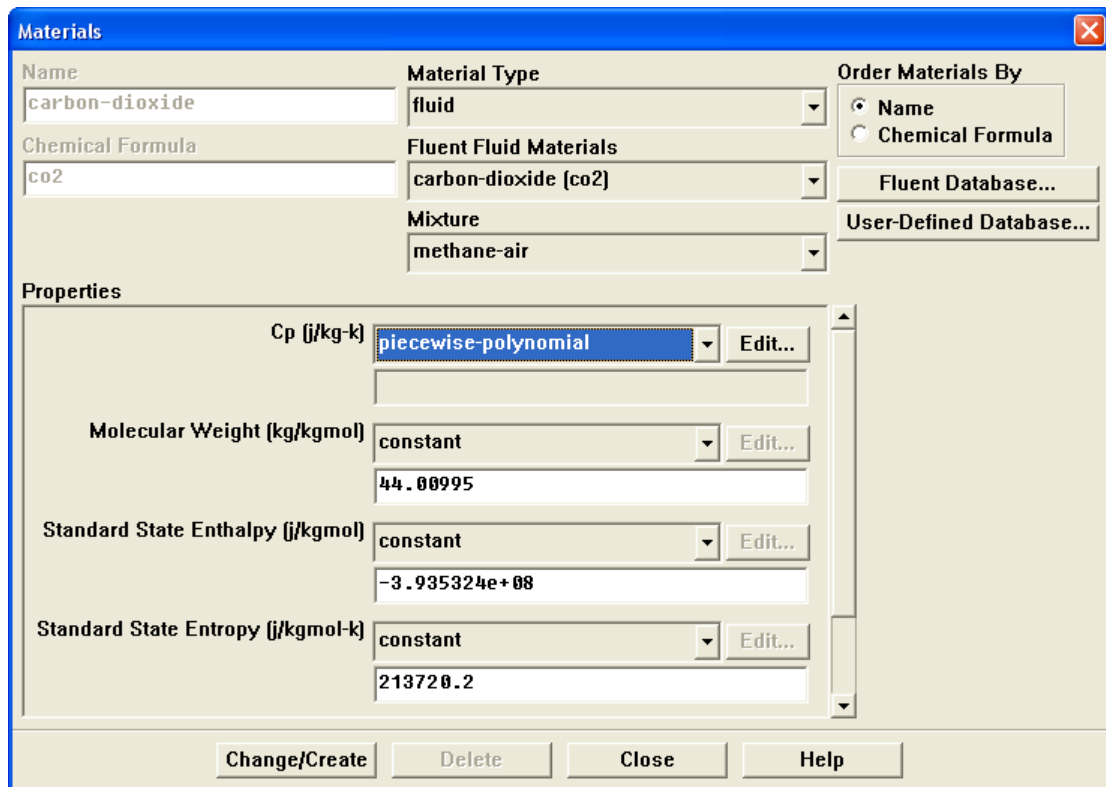 Materials
Name
carbon-dioxide
Chemical Formula
co2
Material Type
fluid
Fluent Fluid Materials
carbon-dioxide (co2)
Mixture
methane-air
Order Materials By
Name
Chemical Formula
Fluent Database...
User-Defined Database...
Properties
Cp (j/kg-k) piecewise-polynomial Edit...
Molecular Weight (kg/kgmol) constant Edit...
44.00995
Standard State Enthalpy (j/kgmol) constant Edit...
-3.935324e+08
Standard State Entropy (j/kgmol-k) constant Edit...
213720.2
Change/Create Delete Close Help